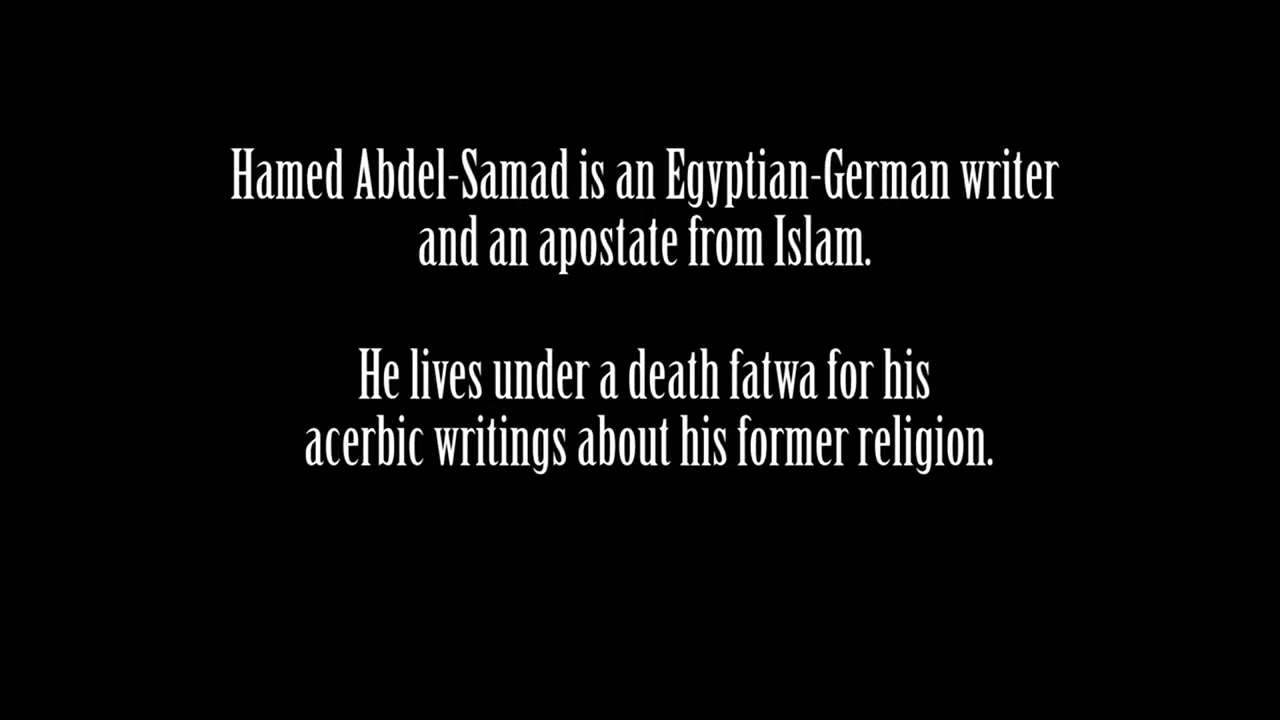 Hamed Abdel-Samad is an Egyptian-German writer
and an apostate from Islam.
He lives under a death fatwa for his
acerbic writings about his former religion.